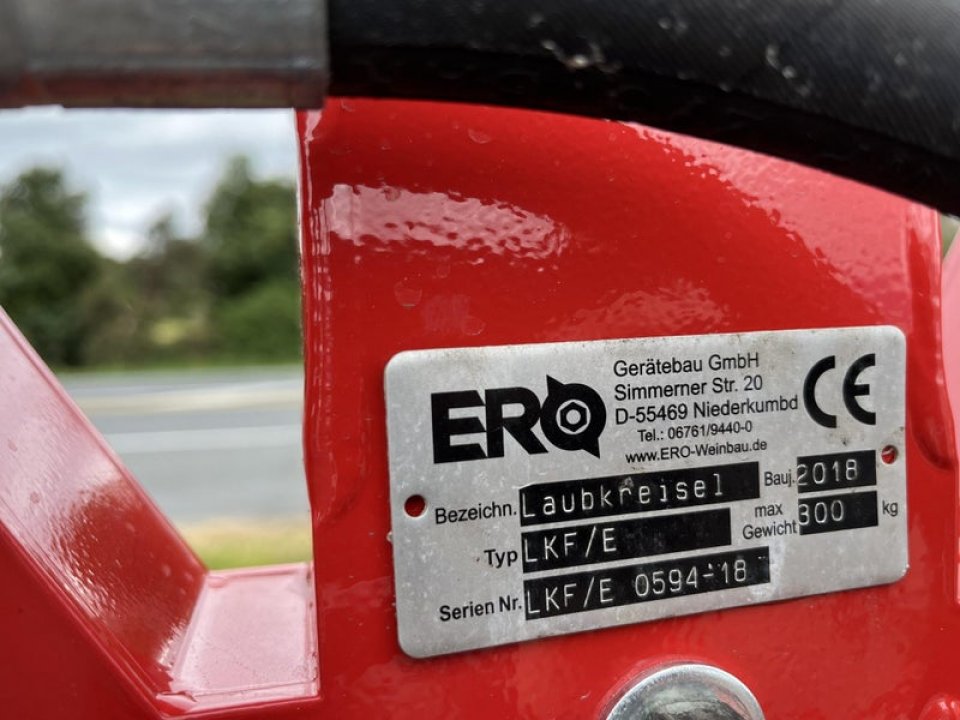 ERO
Gerätebau GmbH
Simmerner Str. 20
D-55469 Niederkumbd
Tel.: 06761/9440-0
www.ERO-Weinbau.de
CE
Bezeichn. Laubkreisel Bauj. 2018
Typ LKF/E max Gewicht 300 kg
Serien Nr. LKF/E 0594-18